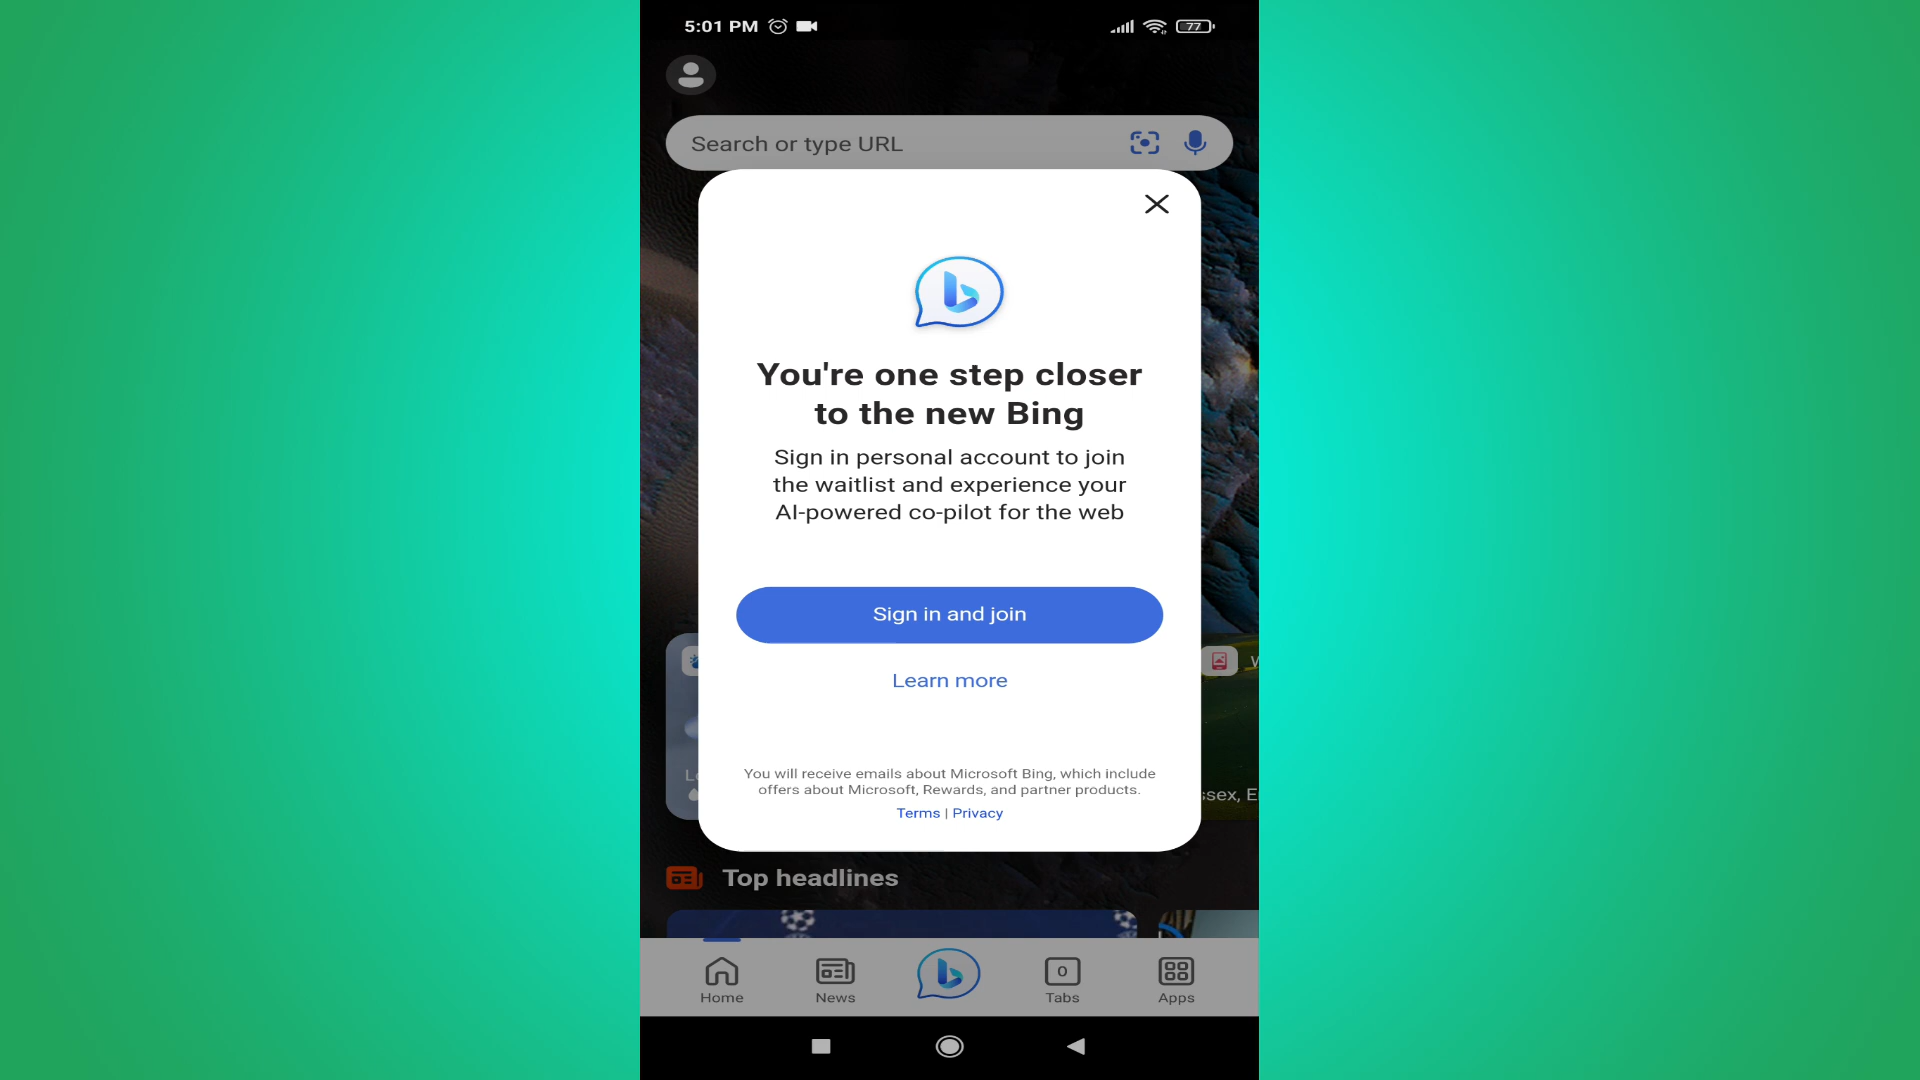 5:01 PM
77
Search or type URL
You're one step closer
to the new Bing
Sign in personal account to join
the waitlist and experience your
AI-powered co-pilot for the web
Sign in and join
Learn more
You will receive emails about Microsoft Bing, which include
offers about Microsoft, Rewards, and partner products.
Terms | Privacy
Top headlines
0
Home
News
Tabs
Apps